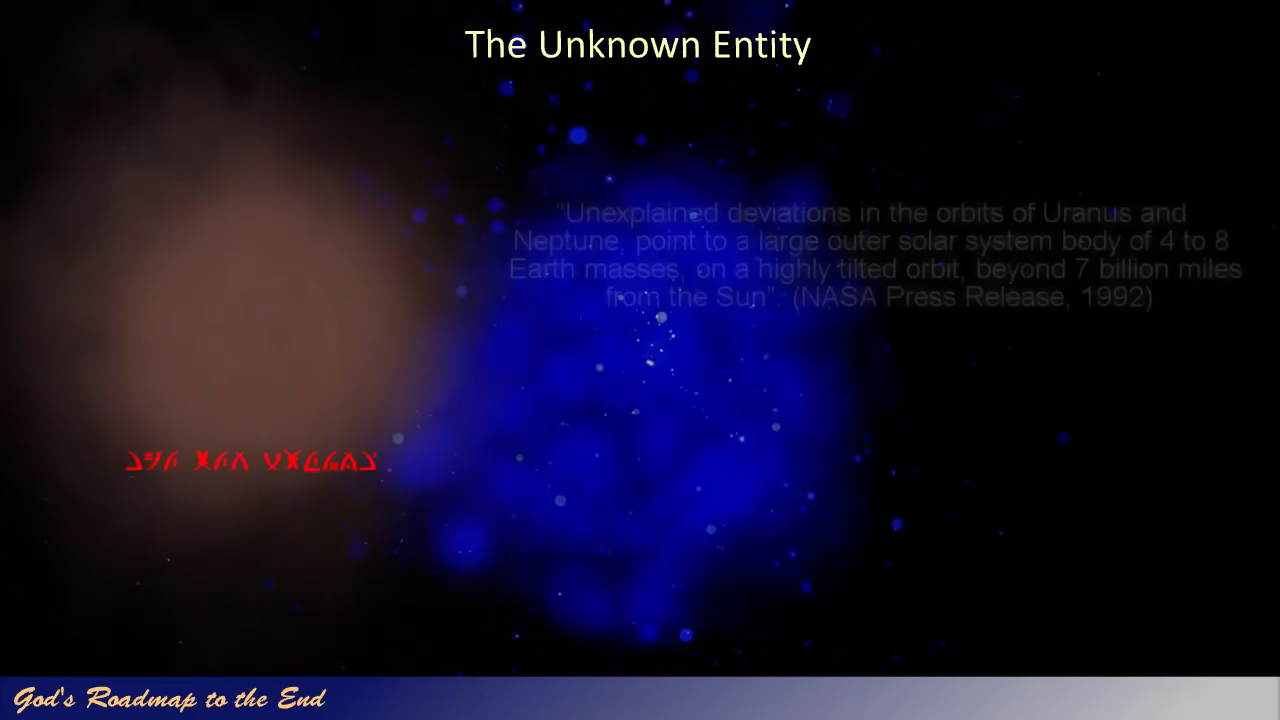 The Unknown Entity
"Unexplained deviations in the orbits of Uranus and
Neptune, point to a large outer solar system body of 4 to 8
Earth masses, on a highly tilted orbit, beyond 7 billion miles
from the Sun". (NASA Press Release, 1992)
God's Roadmap to the End